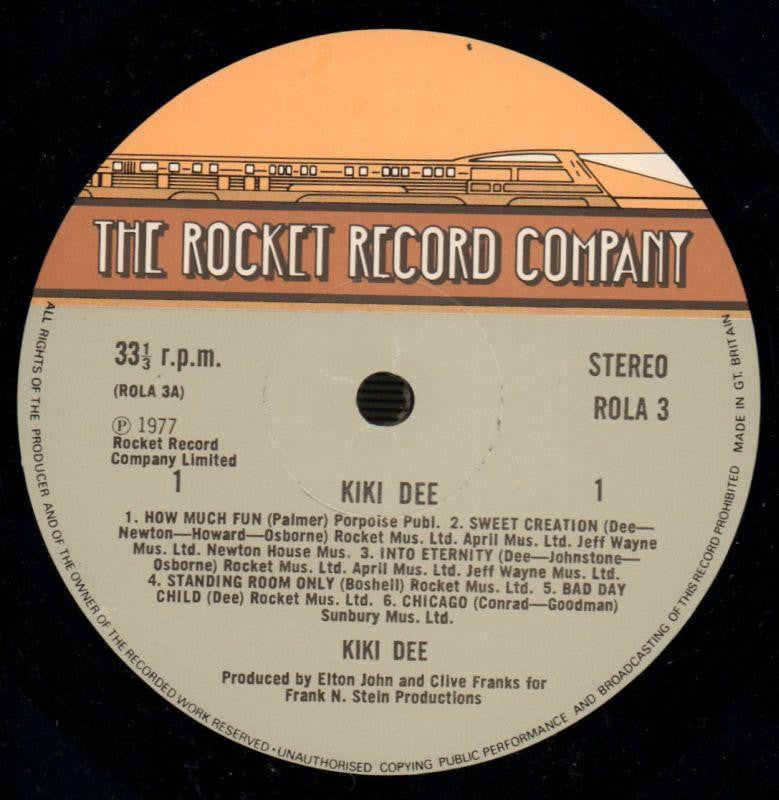 THE ROCKET RECORD COMPANY
33⅓ r.p.m.
(ROLA 3A)
Ⓟ 1977
Rocket Record
Company Limited
1
STEREO
ROLA 3
1
KIKI DEE
1. HOW MUCH FUN (Palmer) Porpoise Publ. 2. SWEET CREATION (Dee—
Newton—Howard—Osborne) Rocket Mus. Ltd. April Mus. Ltd. Jeff Wayne
Mus. Ltd. Newton House Mus. 3. INTO ETERNITY (Dee—Johnstone—
Osborne) Rocket Mus. Ltd. April Mus. Ltd. Jeff Wayne Mus. Ltd.
4. STANDING ROOM ONLY (Boshell) Rocket Mus. Ltd. 5. BAD DAY
CHILD (Dee) Rocket Mus. Ltd. 6. CHICAGO (Conrad—Goodman)
Sunbury Mus. Ltd.
KIKI DEE
Produced by Elton John and Clive Franks for
Frank N. Stein Productions
ALL RIGHTS OF THE PRODUCER AND OF THE OWNER OF THE RECORDED WORK RESERVED · UNAUTHORISED COPYING PUBLIC PERFORMANCE AND BROADCASTING OF THIS RECORD PROHIBITED MADE IN GT. BRITAIN